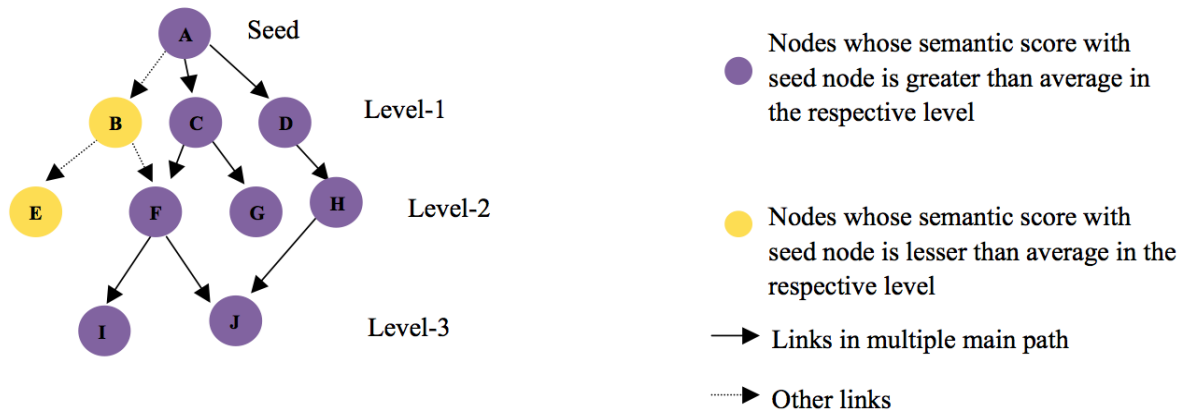 A
Seed
B
C
D
Level-1
E
F
G
H
Level-2
I
J
Level-3
Nodes whose semantic score with
seed node is greater than average in
the respective level
Nodes whose semantic score with
seed node is lesser than average in the
respective level
Links in multiple main path
Other links